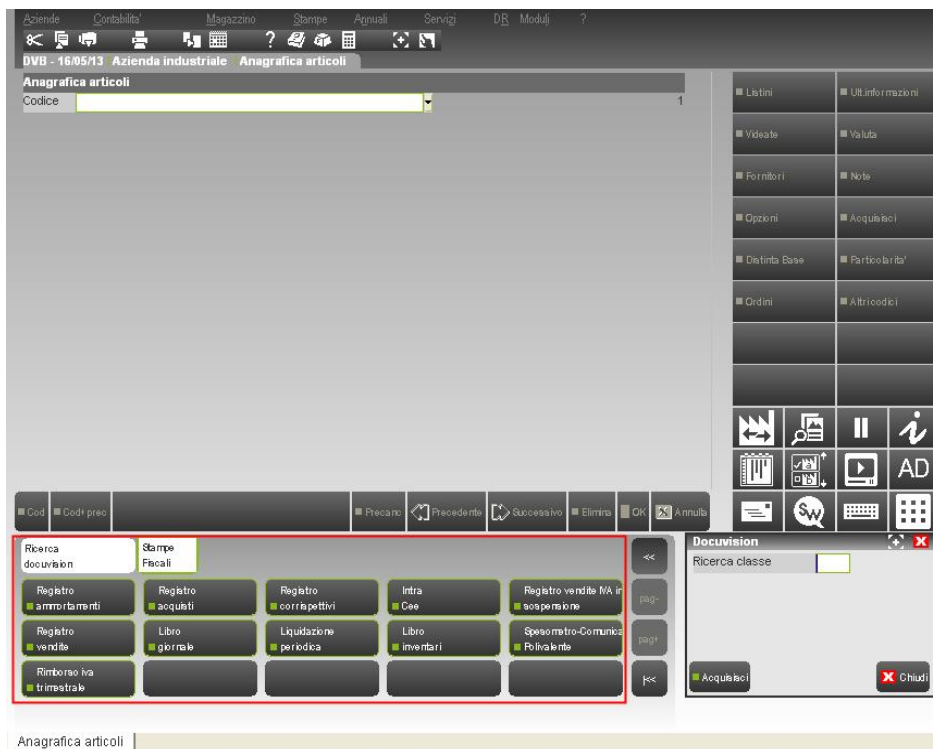 Aziende Contabilita' Magazzino Stampe Annuali Servizi DR Moduli ?
DVB - 16/05/13 Azienda industriale Anagrafica articoli
Anagrafica articoli
Codice 1
Listini Ult.informazioni
Videate Valuta
Fornitori Note
Opzioni Acquisisci
Distinta Base Particolarita'
Ordini Altri codici
AD
SW
Cod Cod+ prec Precanc Precedente Successivo Elimina OK Annulla
Ricerca docuvision
Stampe Fiscali
<<
Registro ammortamenti
Registro acquisti
Registro corrispettivi
Intra Cee
Registro vendite IVA in sospensione
pag-
Registro vendite
Libro giornale
Liquidazione periodica
Libro inventari
Spesometro-Comunica Polivalente
pag+
Rimborso iva trimestrale
|<<
Docuvision
Ricerca classe
Acquisisci Chiudi
Anagrafica articoli